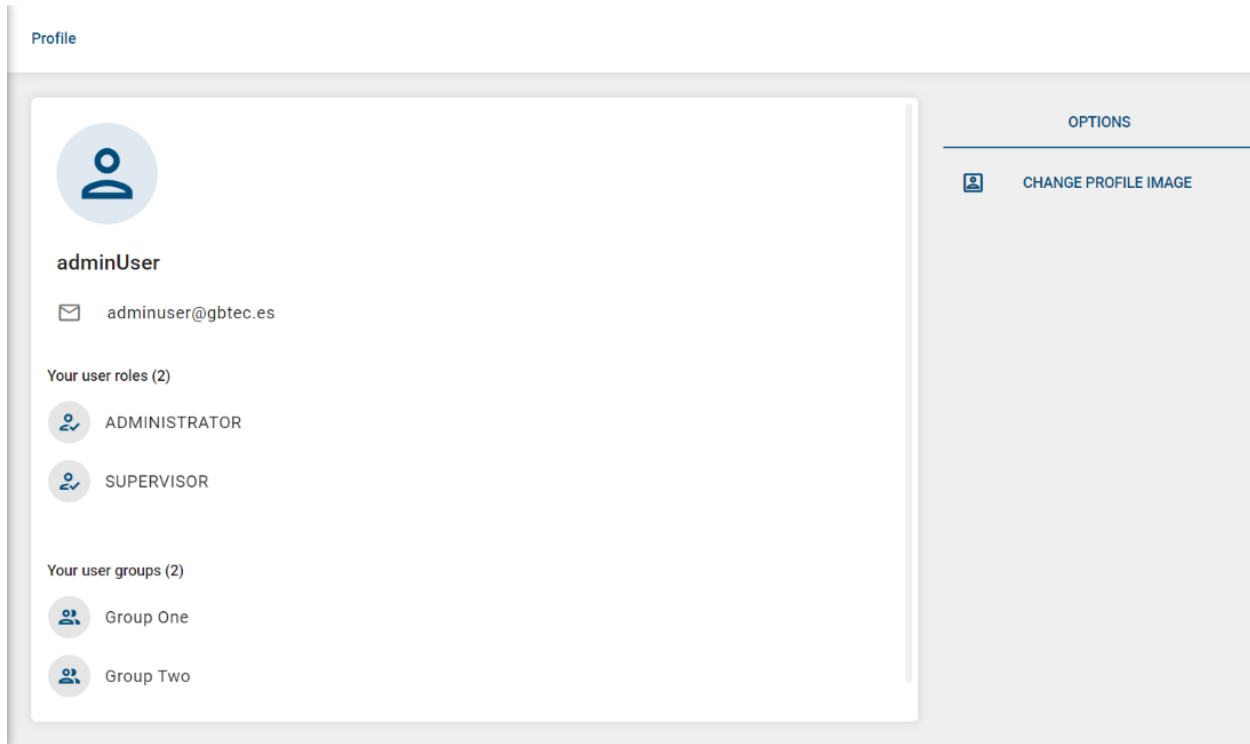 Profile
adminUser
adminuser@gbtec.es
Your user roles (2)
ADMINISTRATOR
SUPERVISOR
Your user groups (2)
Group One
Group Two
OPTIONS
CHANGE PROFILE IMAGE